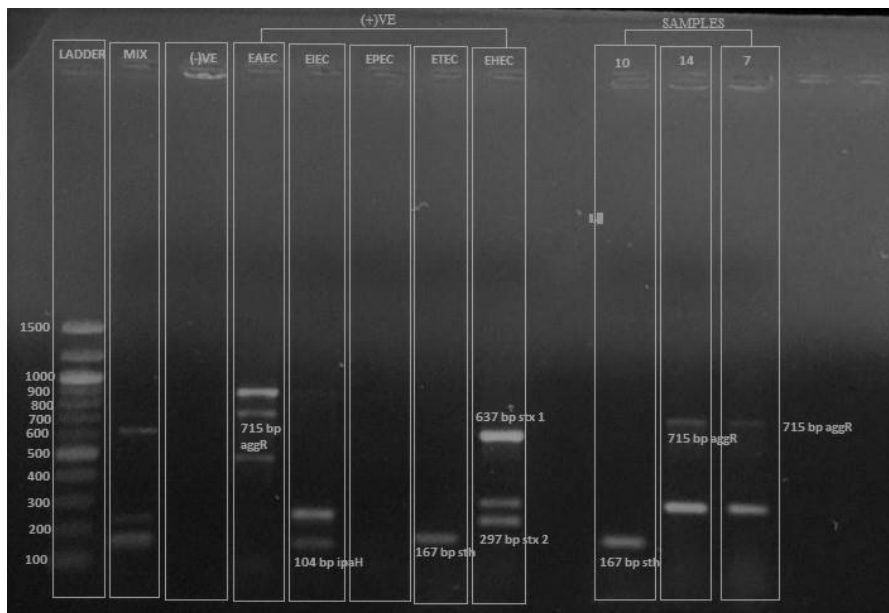 (+)VE
SAMPLES
LADDER MIX (-)VE EAEC EIEC EPEC ETEC EHEC 10 14 7
1500
1000
900
800
700
600
500
400
300
200
100
715 bp
aggR
104 bp ipaH
167 bp sth
637 bp stx 1
297 bp stx 2
167 bp sth
715 bp aggR
715 bp aggR